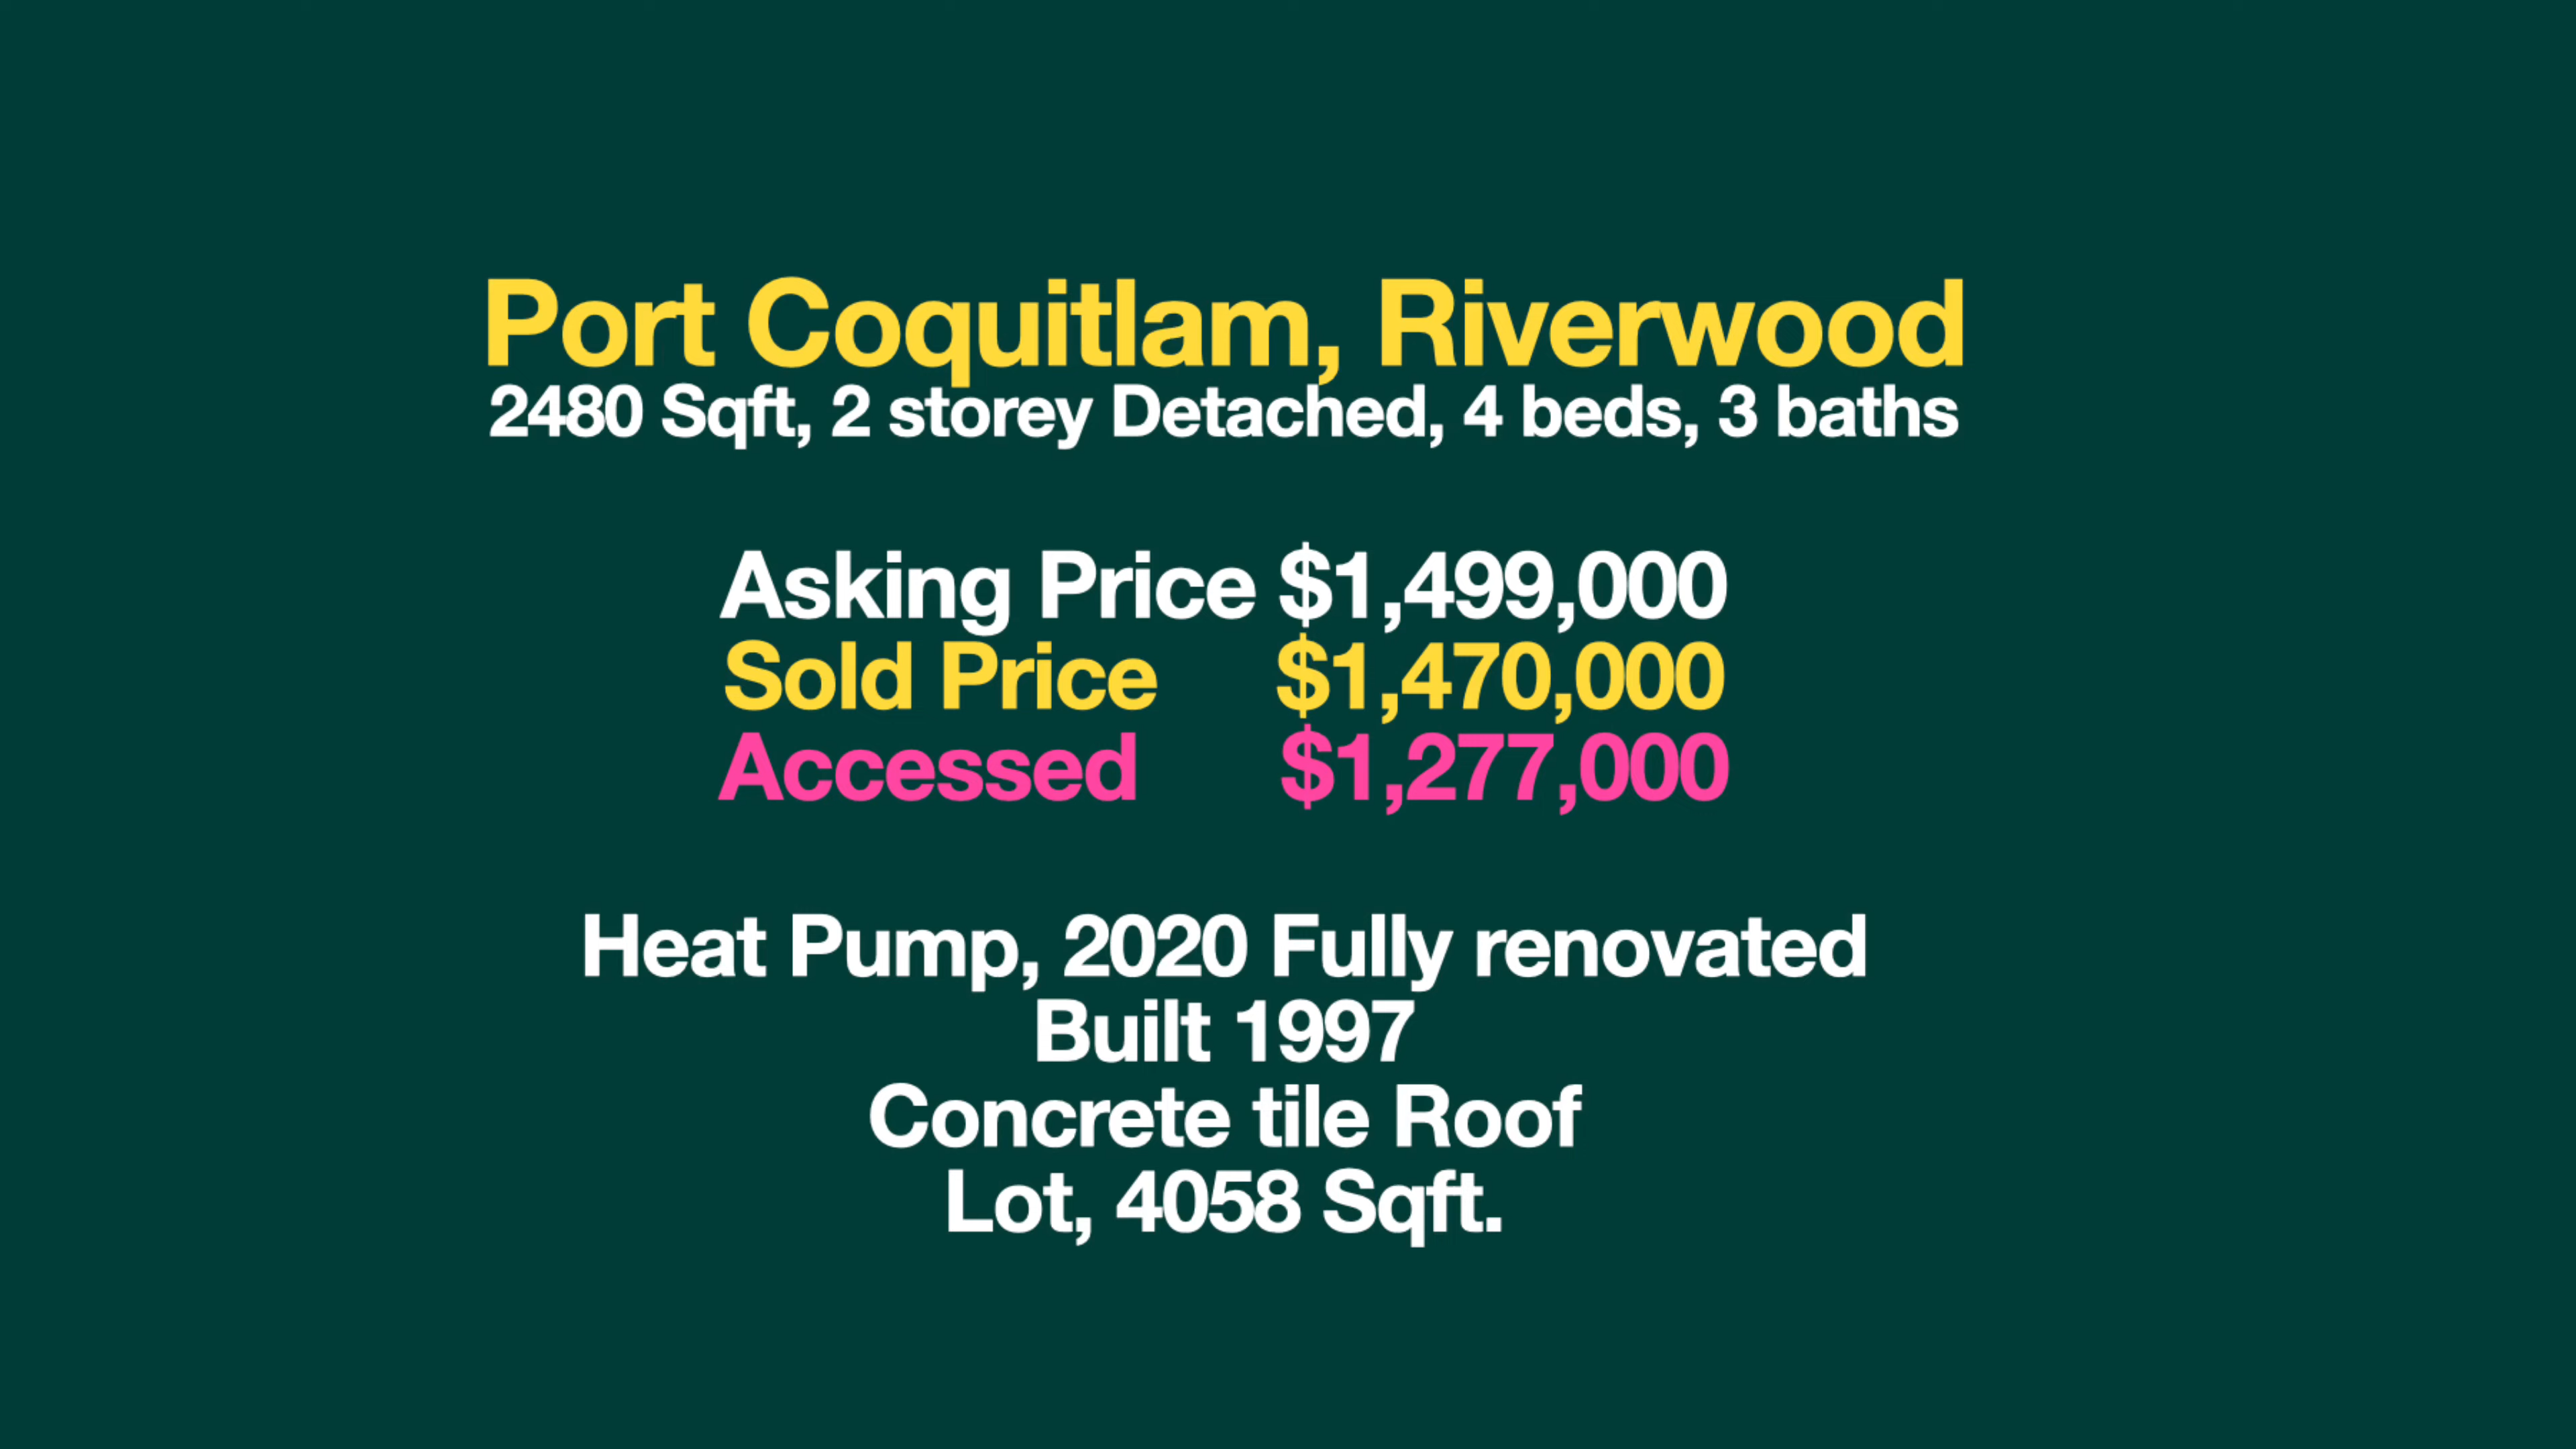 Port Coquitlam, Riverwood
2480 Sqft, 2 storey Detached, 4 beds, 3 baths
Asking Price $1,499,000
Sold Price $1,470,000
Accessed $1,277,000
Heat Pump, 2020 Fully renovated
Built 1997
Concrete tile Roof
Lot, 4058 Sqft.